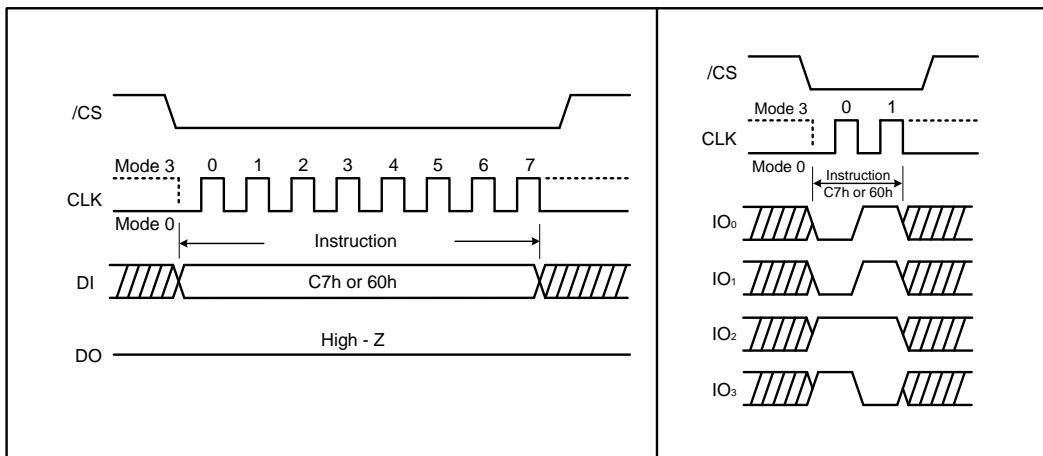 /CS
Mode 3 0 1 2 3 4 5 6 7
CLK
Mode 0
Instruction
DI C7h or 60h
High - Z
DO
/CS
Mode 3 0 1
CLK
Mode 0
Instruction
C7h or 60h
IO₀
IO₁
IO₂
IO₃